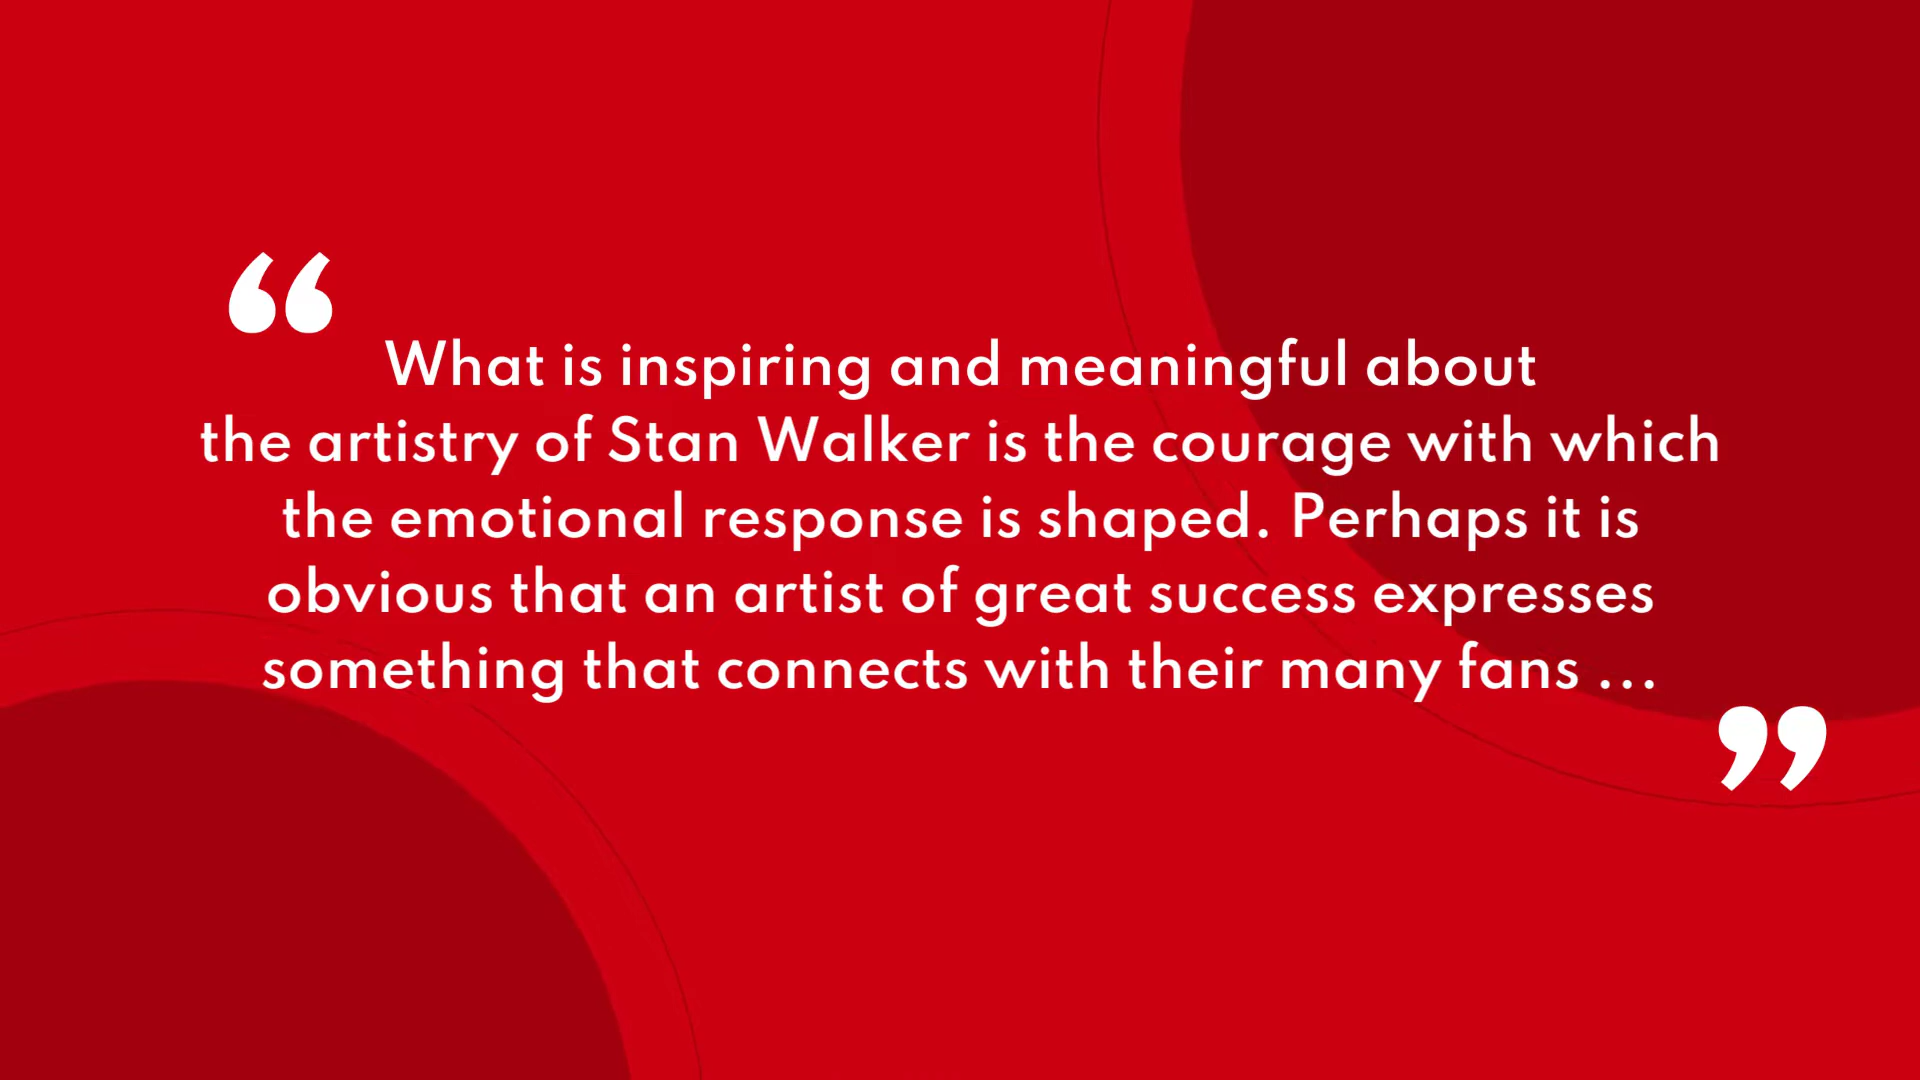 “
What is inspiring and meaningful about
the artistry of Stan Walker is the courage with which
the emotional response is shaped. Perhaps it is
obvious that an artist of great success expresses
something that connects with their many fans ...
”